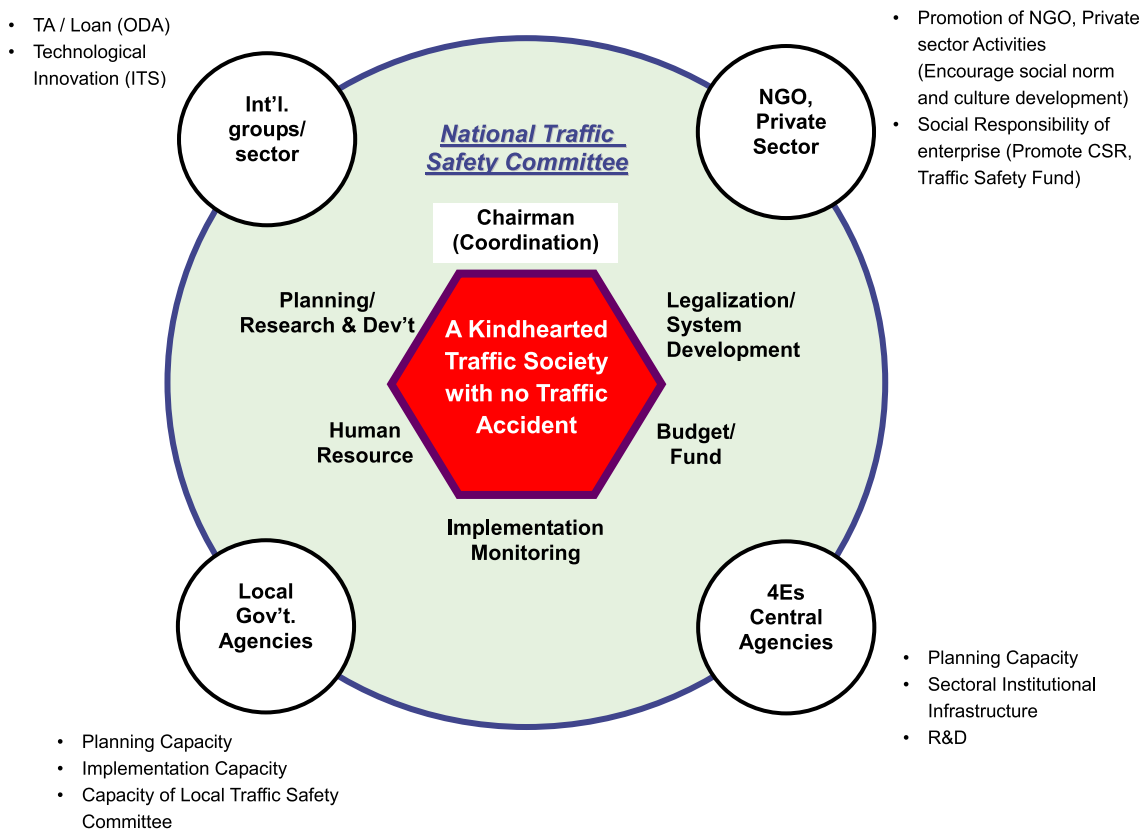 • TA / Loan (ODA)
• Technological
Innovation (ITS)
• Promotion of NGO, Private
sector Activities
(Encourage social norm
and culture development)
• Social Responsibility of
enterprise (Promote CSR,
Traffic Safety Fund)
Int'l.
groups/
sector
NGO,
Private
Sector
National Traffic
Safety Committee
Chairman
(Coordination)
Planning/
Research & Dev't
Legalization/
System
Development
A Kindhearted
Traffic Society
with no Traffic
Accident
Human
Resource
Budget/
Fund
Implementation
Monitoring
Local
Gov't.
Agencies
4Es
Central
Agencies
• Planning Capacity
• Sectoral Institutional
Infrastructure
• R&D
• Planning Capacity
• Implementation Capacity
• Capacity of Local Traffic Safety
Committee